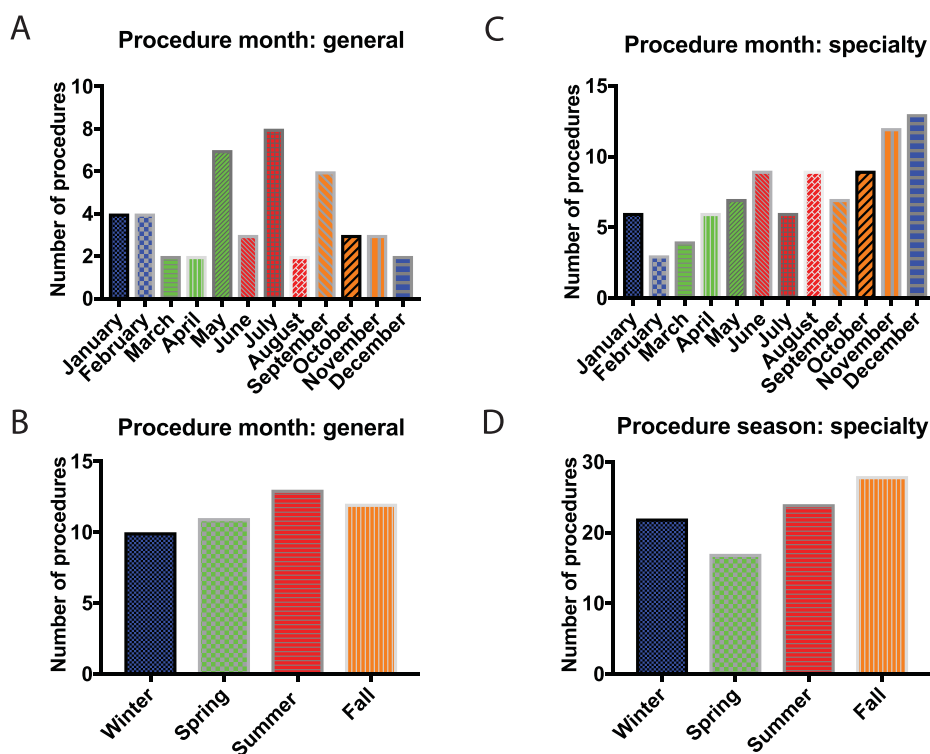 A
Procedure month: general
Number of procedures
10
8
6
4
2
0
January
February
March
April
May
June
July
August
September
October
November
December
C
Procedure month: specialty
Number of procedures
15
10
5
0
January
February
March
April
May
June
July
August
September
October
November
December
B
Procedure month: general
Number of procedures
15
10
5
0
Winter
Spring
Summer
Fall
D
Procedure season: specialty
Number of procedures
30
20
10
0
Winter
Spring
Summer
Fall